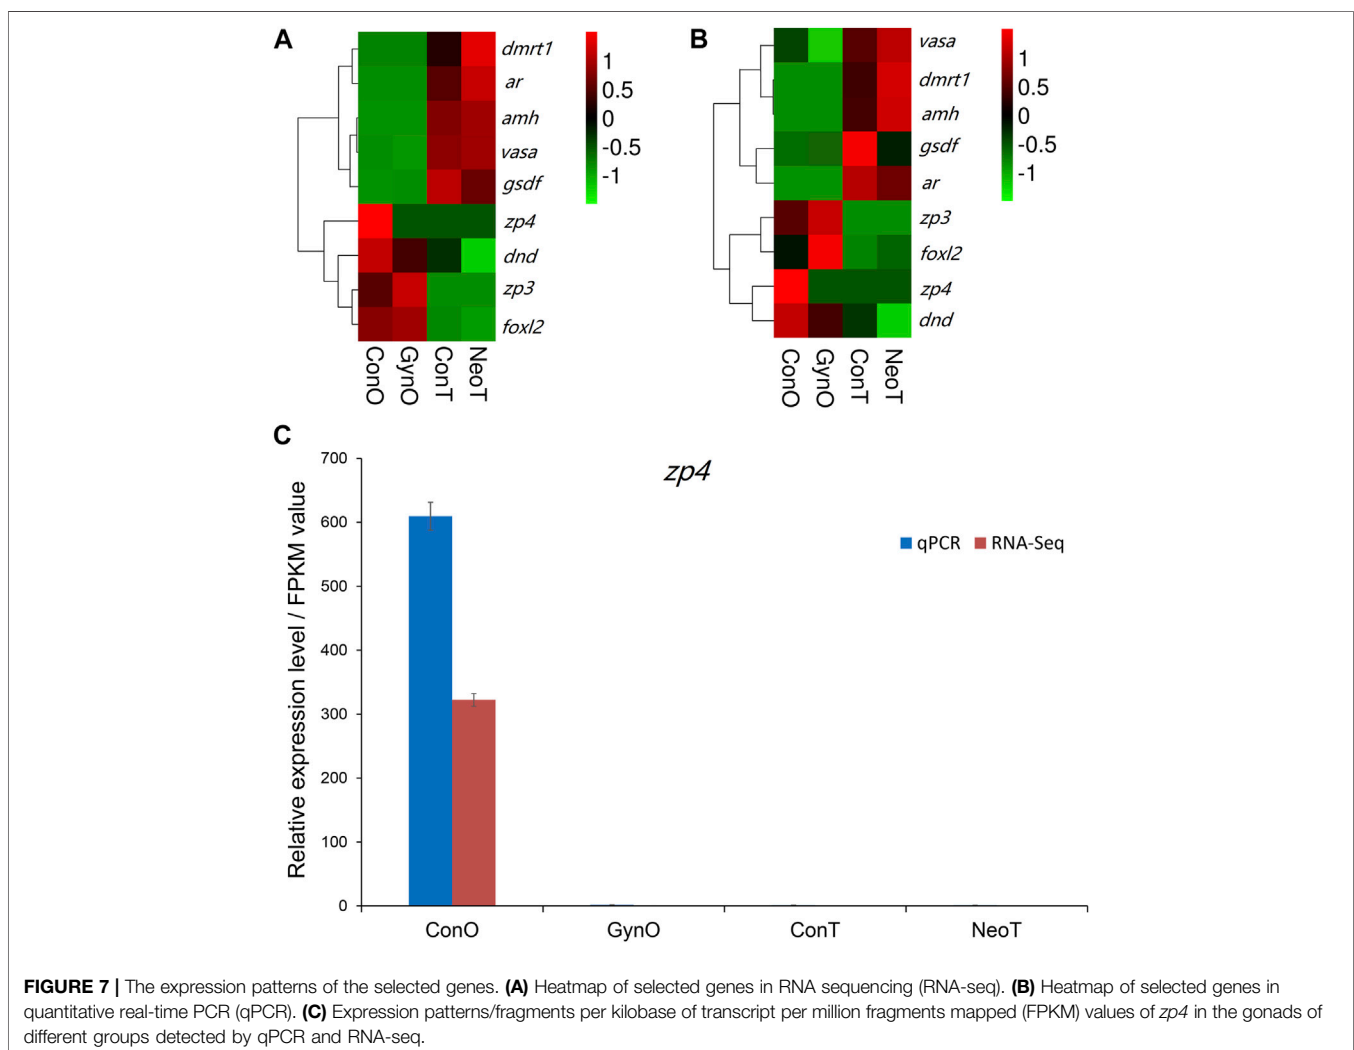 A
dmrt1
ar
amh
vasa
gsdf
zp4
dnd
zp3
foxl2
1
0.5
0
-0.5
-1
ConO
GynO
ConT
NeoT
B
vasa
dmrt1
amh
gsdf
ar
zp3
foxl2
zp4
dnd
1
0.5
0
-0.5
-1
ConO
GynO
ConT
NeoT
C
zp4
Relative expression level / FPKM value
700
600
500
400
300
200
100
0
qPCR RNA-Seq
ConO GynO ConT NeoT
FIGURE 7 | The expression patterns of the selected genes. (A) Heatmap of selected genes in RNA sequencing (RNA-seq). (B) Heatmap of selected genes in
quantitative real-time PCR (qPCR). (C) Expression patterns/fragments per kilobase of transcript per million fragments mapped (FPKM) values of zp4 in the gonads of
different groups detected by qPCR and RNA-seq.